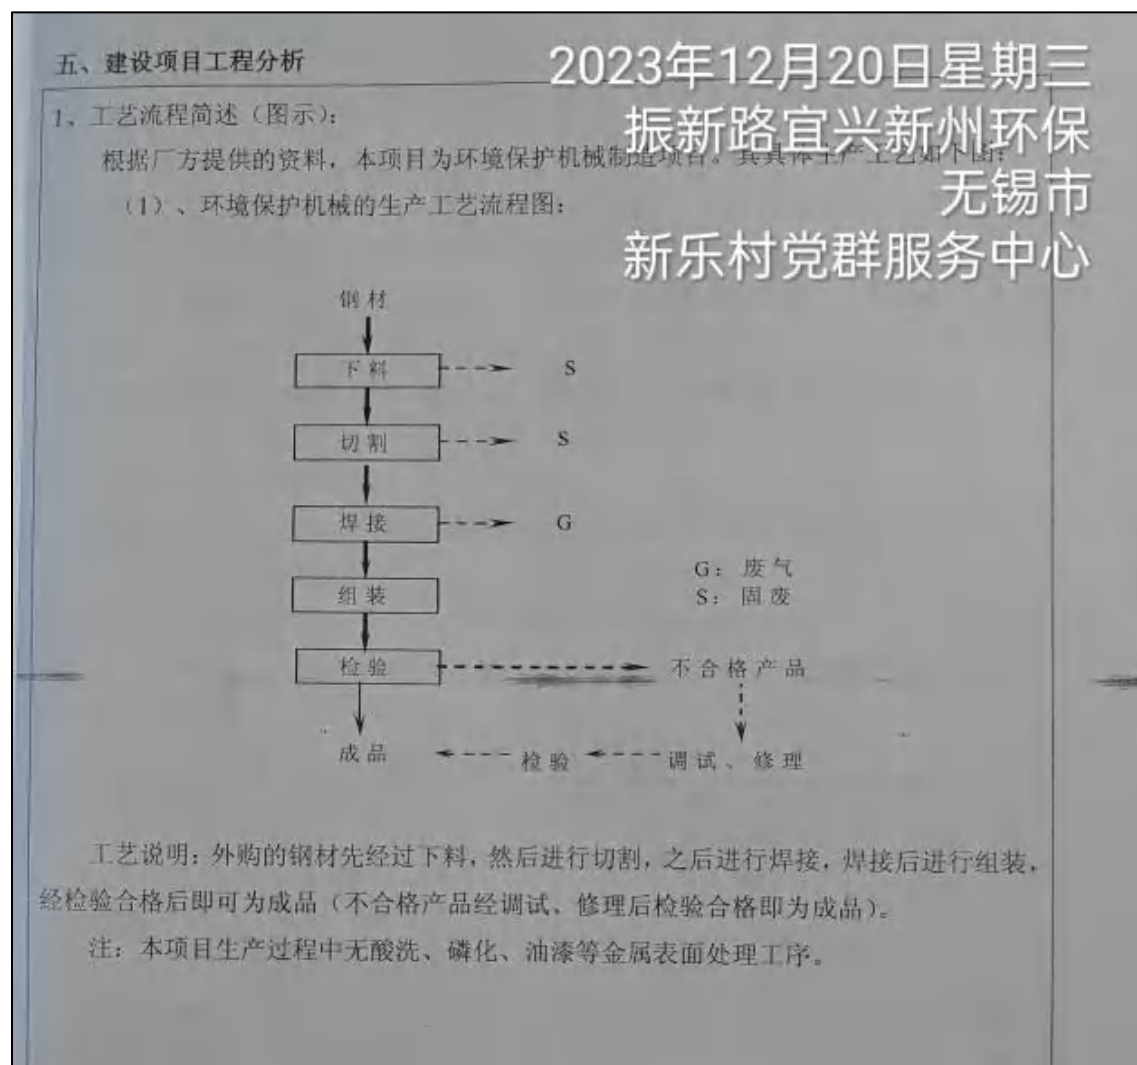 五、建设项目工程分析
2023年12月20日星期三
振新路宜兴新州环保
无锡市
新乐村党群服务中心
1、工艺流程简述（图示）：
根据厂方提供的资料，本项目为环境保护机械制造项目。其具体生产工艺如下图：
（1）、环境保护机械的生产工艺流程图：
钢材
下料 S
切割 S
焊接 G
G：废气
组装
S：固废
检验 不合格产品
成品 检验 调试、修理
工艺说明：外购的钢材先经过下料，然后进行切割，之后进行焊接，焊接后进行组装，
经检验合格后即可为成品（不合格产品经调试、修理后检验合格即为成品）。
注：本项目生产过程中无酸洗、磷化、油漆等金属表面处理工序。